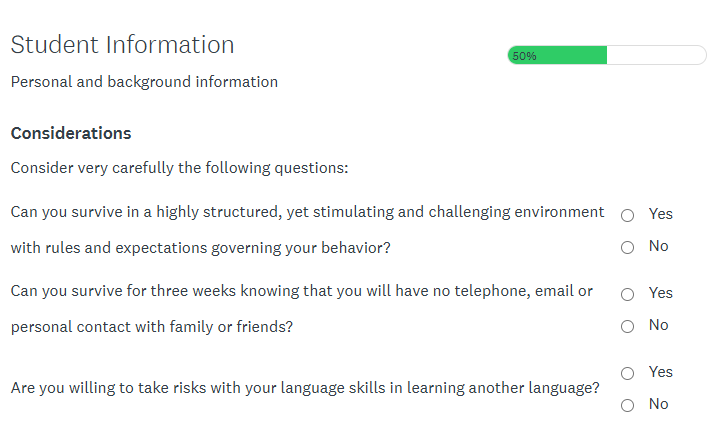 Student Information
50%
Personal and background information
Considerations
Consider very carefully the following questions:
Can you survive in a highly structured, yet stimulating and challenging environment
with rules and expectations governing your behavior?
Yes
No
Can you survive for three weeks knowing that you will have no telephone, email or
personal contact with family or friends?
Yes
No
Are you willing to take risks with your language skills in learning another language?
Yes
No